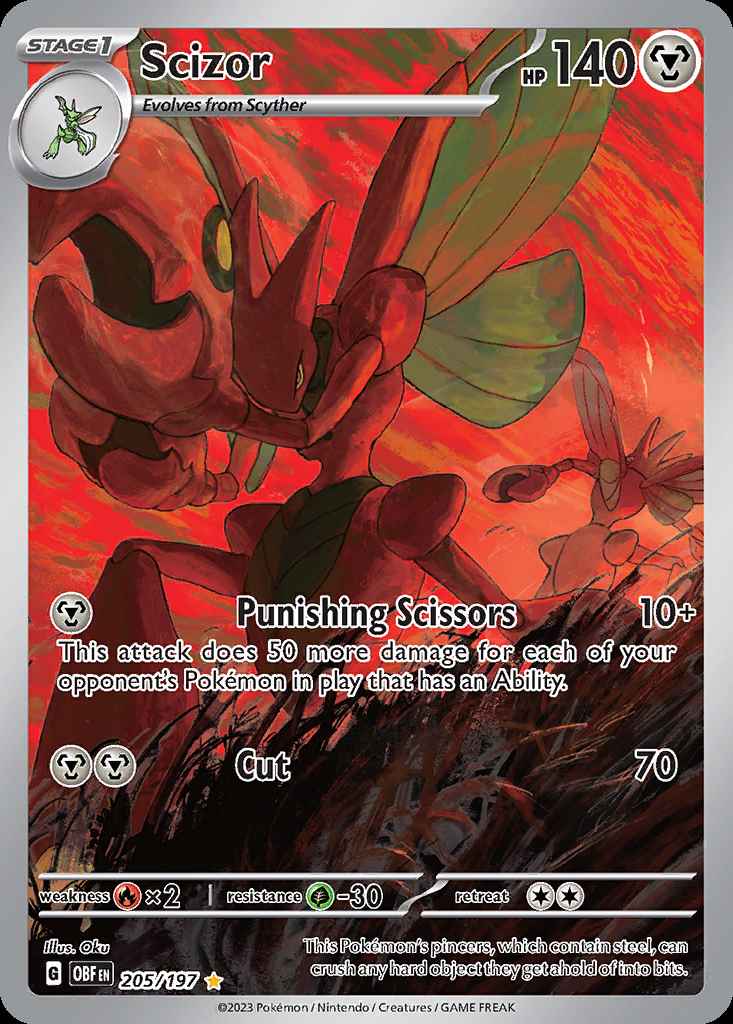 STAGE1
Scizor
HP 140
Evolves from Scyther
Punishing Scissors 10+
This attack does 50 more damage for each of your
opponent's Pokémon in play that has an Ability.
Cut 70
weakness ×2 resistance -30 retreat
Illus. Oku
This Pokémon's pincers, which contain steel, can
crush any hard object they get ahold of into bits.
G OBF EN 205/197
©2023 Pokémon / Nintendo / Creatures / GAME FREAK